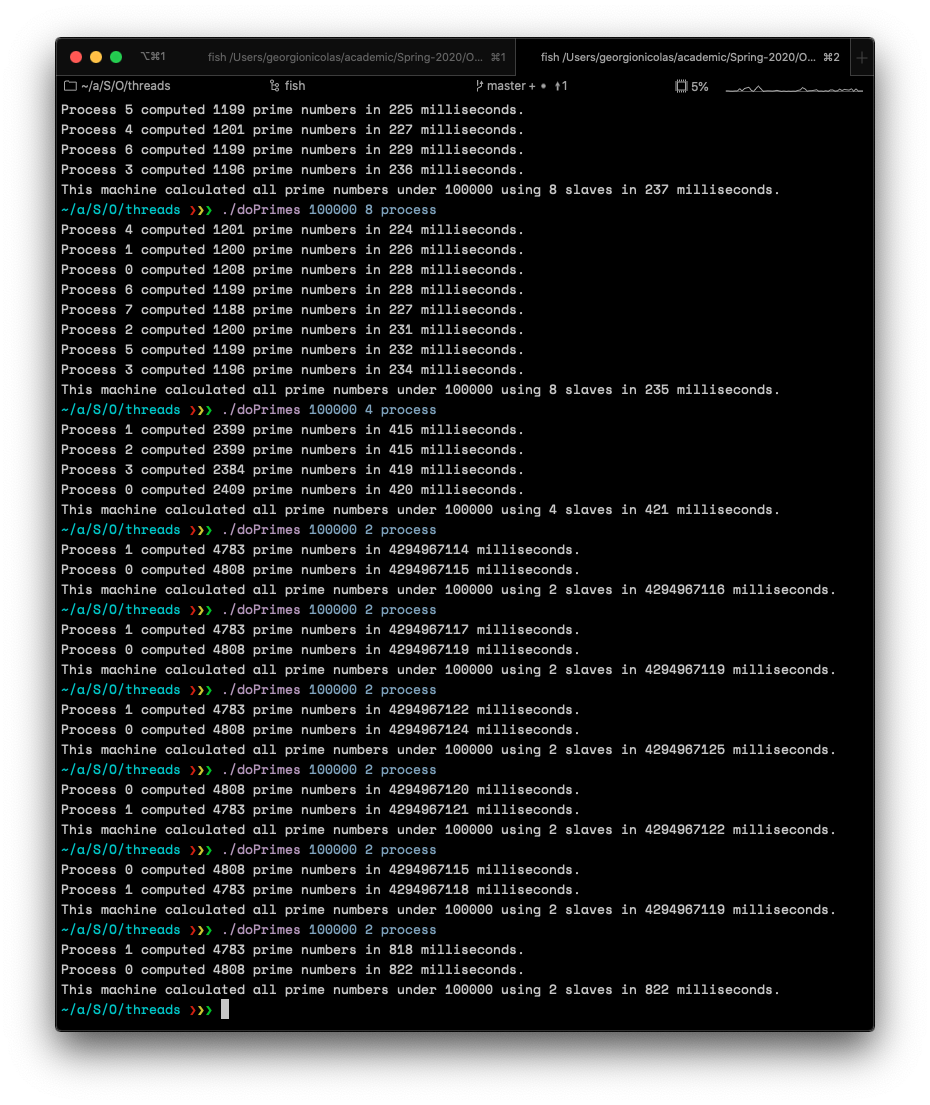 ⌥⌘1 fish /Users/georgionicolas/academic/Spring-2020/O... ⌘1 fish /Users/georgionicolas/academic/Spring-2020/O... ⌘2 +
~/a/S/O/threads fish master + • ⬆1 5%
Process 5 computed 1199 prime numbers in 225 milliseconds.
Process 4 computed 1201 prime numbers in 227 milliseconds.
Process 6 computed 1199 prime numbers in 229 milliseconds.
Process 3 computed 1196 prime numbers in 236 milliseconds.
This machine calculated all prime numbers under 100000 using 8 slaves in 237 milliseconds.
~/a/S/O/threads ❯❯❯ ./doPrimes 100000 8 process
Process 4 computed 1201 prime numbers in 224 milliseconds.
Process 1 computed 1200 prime numbers in 226 milliseconds.
Process 0 computed 1208 prime numbers in 228 milliseconds.
Process 6 computed 1199 prime numbers in 228 milliseconds.
Process 7 computed 1188 prime numbers in 227 milliseconds.
Process 2 computed 1200 prime numbers in 231 milliseconds.
Process 5 computed 1199 prime numbers in 232 milliseconds.
Process 3 computed 1196 prime numbers in 234 milliseconds.
This machine calculated all prime numbers under 100000 using 8 slaves in 235 milliseconds.
~/a/S/O/threads ❯❯❯ ./doPrimes 100000 4 process
Process 1 computed 2399 prime numbers in 415 milliseconds.
Process 2 computed 2399 prime numbers in 415 milliseconds.
Process 3 computed 2384 prime numbers in 419 milliseconds.
Process 0 computed 2409 prime numbers in 420 milliseconds.
This machine calculated all prime numbers under 100000 using 4 slaves in 421 milliseconds.
~/a/S/O/threads ❯❯❯ ./doPrimes 100000 2 process
Process 1 computed 4783 prime numbers in 4294967114 milliseconds.
Process 0 computed 4808 prime numbers in 4294967115 milliseconds.
This machine calculated all prime numbers under 100000 using 2 slaves in 4294967116 milliseconds.
~/a/S/O/threads ❯❯❯ ./doPrimes 100000 2 process
Process 1 computed 4783 prime numbers in 4294967117 milliseconds.
Process 0 computed 4808 prime numbers in 4294967119 milliseconds.
This machine calculated all prime numbers under 100000 using 2 slaves in 4294967119 milliseconds.
~/a/S/O/threads ❯❯❯ ./doPrimes 100000 2 process
Process 1 computed 4783 prime numbers in 4294967122 milliseconds.
Process 0 computed 4808 prime numbers in 4294967124 milliseconds.
This machine calculated all prime numbers under 100000 using 2 slaves in 4294967125 milliseconds.
~/a/S/O/threads ❯❯❯ ./doPrimes 100000 2 process
Process 0 computed 4808 prime numbers in 4294967120 milliseconds.
Process 1 computed 4783 prime numbers in 4294967121 milliseconds.
This machine calculated all prime numbers under 100000 using 2 slaves in 4294967122 milliseconds.
~/a/S/O/threads ❯❯❯ ./doPrimes 100000 2 process
Process 0 computed 4808 prime numbers in 4294967115 milliseconds.
Process 1 computed 4783 prime numbers in 4294967118 milliseconds.
This machine calculated all prime numbers under 100000 using 2 slaves in 4294967119 milliseconds.
~/a/S/O/threads ❯❯❯ ./doPrimes 100000 2 process
Process 1 computed 4783 prime numbers in 818 milliseconds.
Process 0 computed 4808 prime numbers in 822 milliseconds.
This machine calculated all prime numbers under 100000 using 2 slaves in 822 milliseconds.
~/a/S/O/threads ❯❯❯